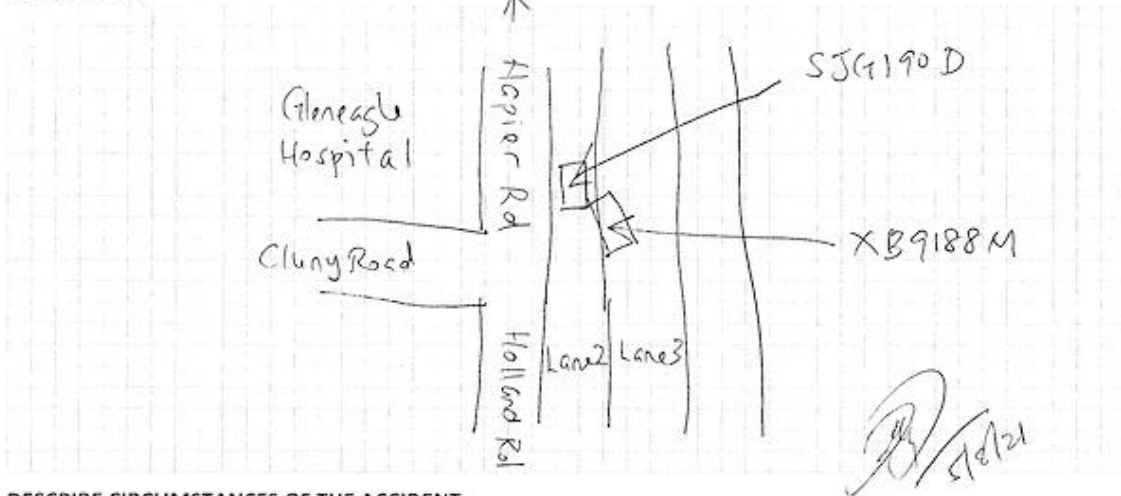 SJG190D
Gleneagle
Hospital
Napier Rd
XB9188M
Cluny Road
Holland Rd
Lane2
Lane3
5/8/21
DESCRIBE CIRCUMSTANCES OF THE ACCIDENT